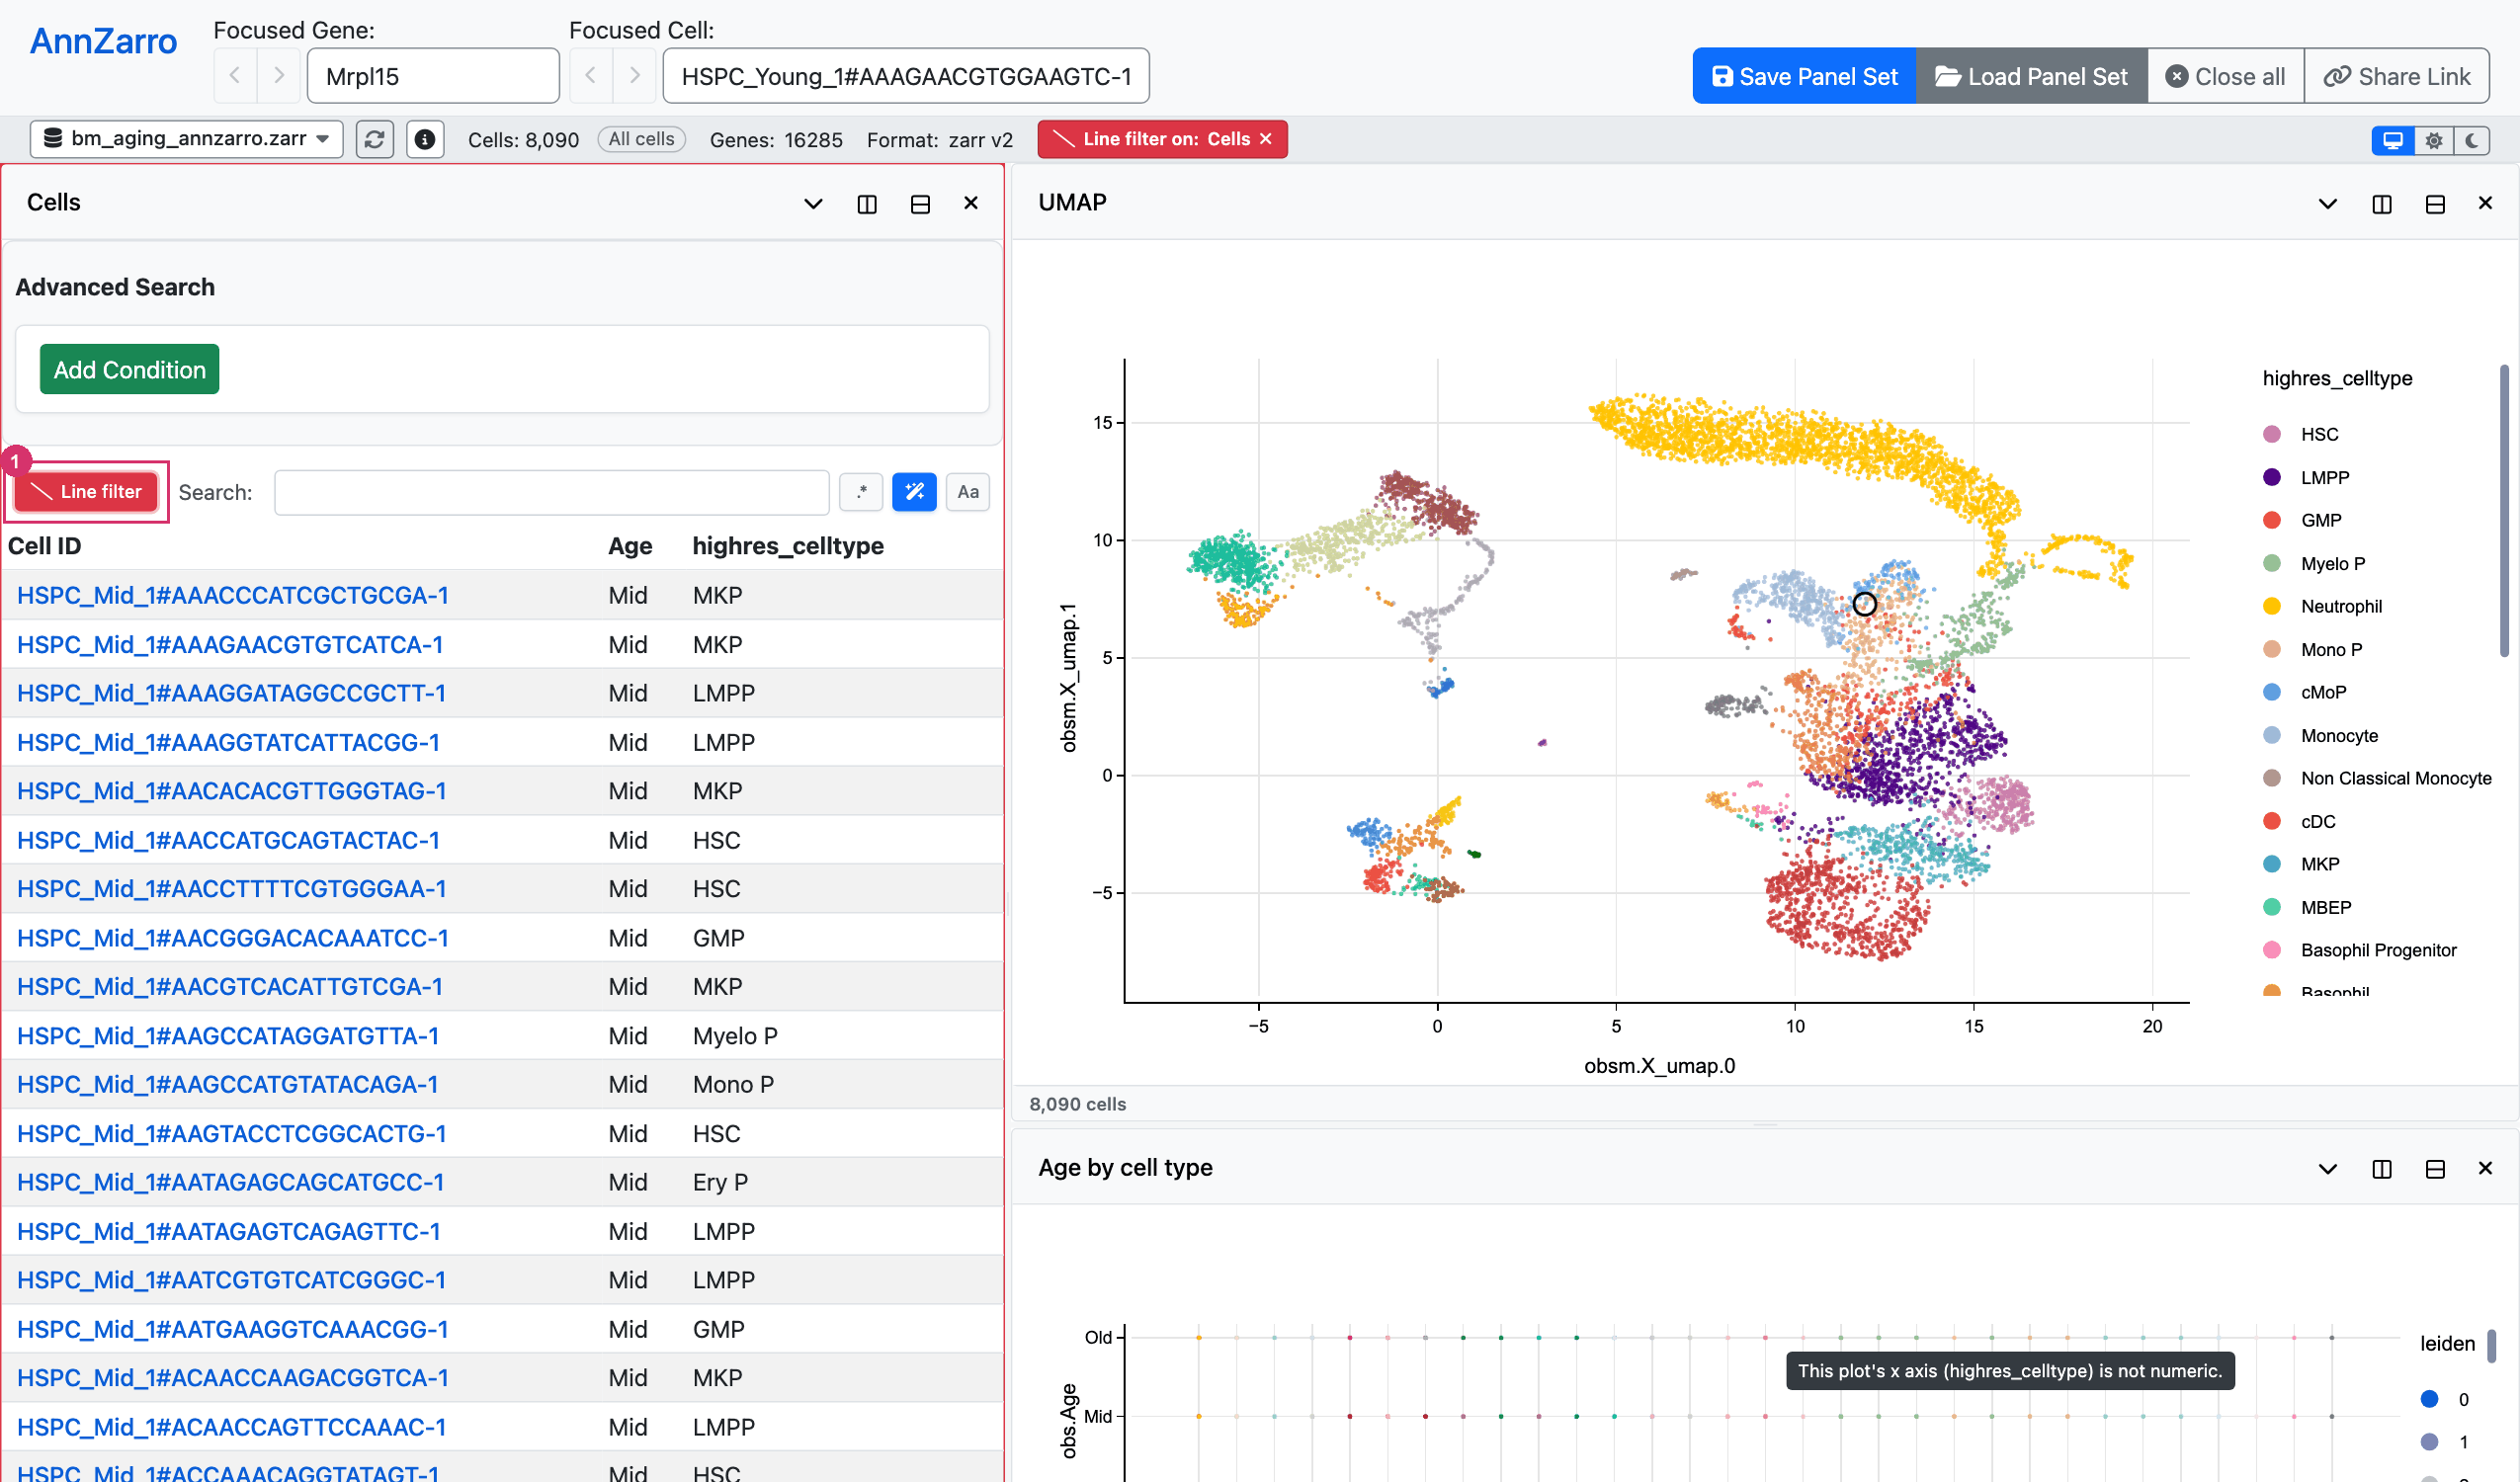 AnnZarro
Focused Gene:
Mrpl15
Focused Cell:
HSPC_Young_1#AAAGAACGTGGAAGTC-1
Save Panel Set
Load Panel Set
Close all
Share Link
bm_aging_annzarro.zarr
Cells: 8,090
All cells
Genes: 16285
Format: zarr v2
Line filter on: Cells
Cells
Advanced Search
Add Condition
1
Line filter
Search:
.*
Aa
Cell ID Age highres_celltype
HSPC_Mid_1#AAACCCATCGCTGCGA-1 Mid MKP
HSPC_Mid_1#AAAGAACGTGTCATCA-1 Mid MKP
HSPC_Mid_1#AAAGGATAGGCCGCTT-1 Mid LMPP
HSPC_Mid_1#AAAGGTATCATTACGG-1 Mid LMPP
HSPC_Mid_1#AACACACGTTGGGTAG-1 Mid MKP
HSPC_Mid_1#AACCATGCAGTACTAC-1 Mid HSC
HSPC_Mid_1#AACCTTTTCGTGGGAA-1 Mid HSC
HSPC_Mid_1#AACGGGACACAAATCC-1 Mid GMP
HSPC_Mid_1#AACGTCACATTGTCGA-1 Mid MKP
HSPC_Mid_1#AAGCCATAGGATGTTA-1 Mid Myelo P
HSPC_Mid_1#AAGCCATGTATACAGA-1 Mid Mono P
HSPC_Mid_1#AAGTACCTCGGCACTG-1 Mid HSC
HSPC_Mid_1#AATAGAGCAGCATGCC-1 Mid Ery P
HSPC_Mid_1#AATAGAGTCAGAGTTC-1 Mid LMPP
HSPC_Mid_1#AATCGTGTCATCGGGC-1 Mid LMPP
HSPC_Mid_1#AATGAAGGTCAAACGG-1 Mid GMP
HSPC_Mid_1#ACAACCAAGACGGTCA-1 Mid MKP
HSPC_Mid_1#ACAACCAGTTCCAAAC-1 Mid LMPP
HSPC_Mid_1#ACCAAACAGGTATAGT-1 Mid HSC
UMAP
15
10
5
0
−5
obsm.X_umap.1
−5 0 5 10 15 20
obsm.X_umap.0
highres_celltype
HSC
LMPP
GMP
Myelo P
Neutrophil
Mono P
cMoP
Monocyte
Non Classical Monocyte
cDC
MKP
MBEP
Basophil Progenitor
Basophil
8,090 cells
Age by cell type
Old
Mid
obs.Age
This plot's x axis (highres_celltype) is not numeric.
leiden
0
1